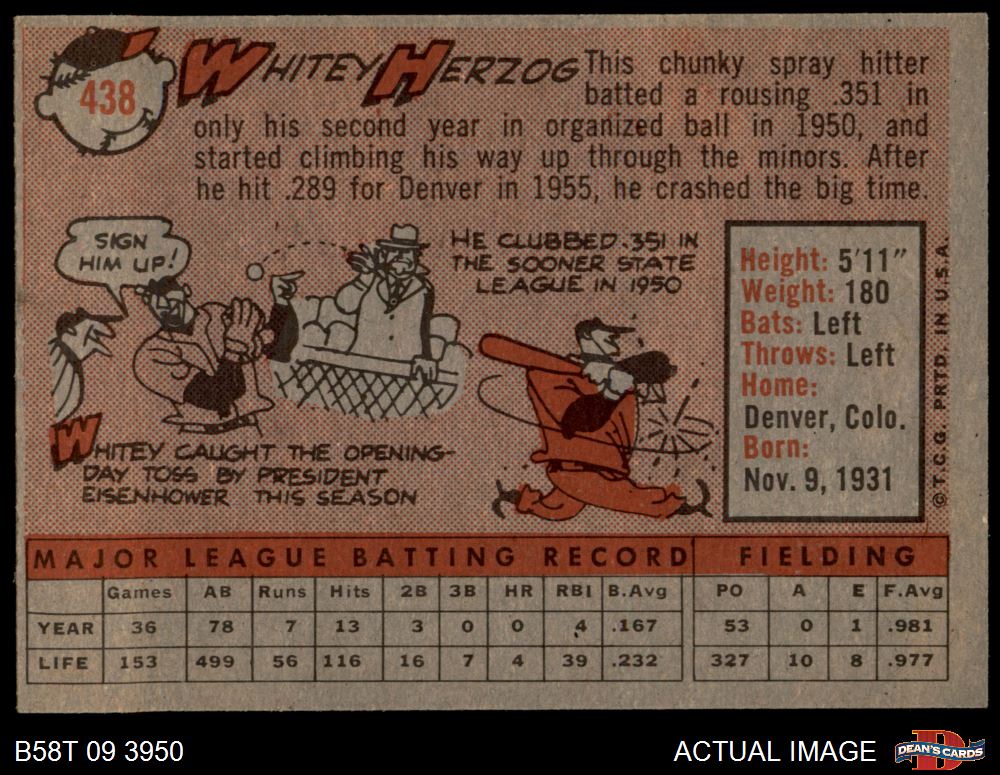 438
WHITEY HERZOG This chunky spray hitter
batted a rousing .351 in
only his second year in organized ball in 1950, and
started climbing his way up through the minors. After
he hit .289 for Denver in 1955, he crashed the big time.
SIGN
HIM UP!
HE CLUBBED .351 IN
THE SOONER STATE
LEAGUE IN 1950
WHITEY CAUGHT THE OPENING-
DAY TOSS BY PRESIDENT
EISENHOWER THIS SEASON
Height: 5'11"
Weight: 180
Bats: Left
Throws: Left
Home:
Denver, Colo.
Born:
Nov. 9, 1931
© T.C.G. PRTD. IN U.S.A.
MAJOR LEAGUE BATTING RECORD FIELDING
Games AB Runs Hits 2B 3B HR RBI B.Avg PO A E F.Avg
YEAR 36 78 7 13 3 0 0 4 .167 53 0 1 .981
LIFE 153 499 56 116 16 7 4 39 .232 327 10 8 .977
B58T 09 3950 ACTUAL IMAGE DEAN'S CARDS